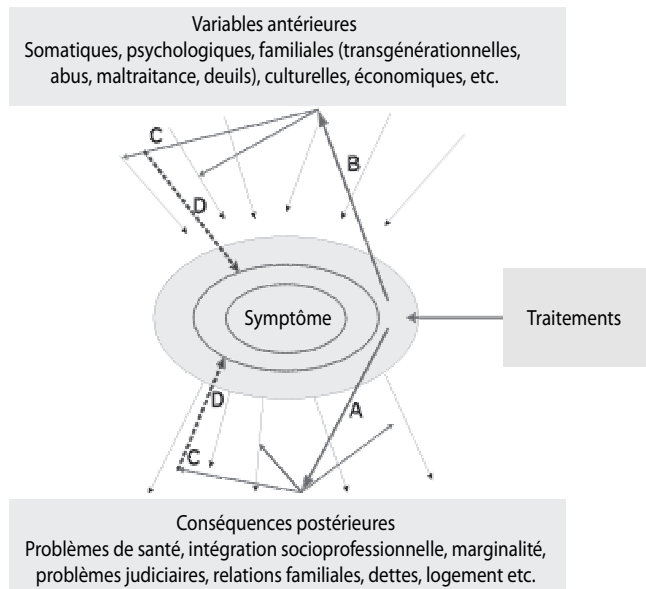 Variables antérieures
Somatiques, psychologiques, familiales (transgénérationnelles,
abus, maltraitance, deuils), culturelles, économiques, etc.
C
B
D
Symptôme
Traitements
D
A
C
Conséquences postérieures
Problèmes de santé, intégration socioprofessionnelle, marginalité,
problèmes judiciaires, relations familiales, dettes, logement etc.